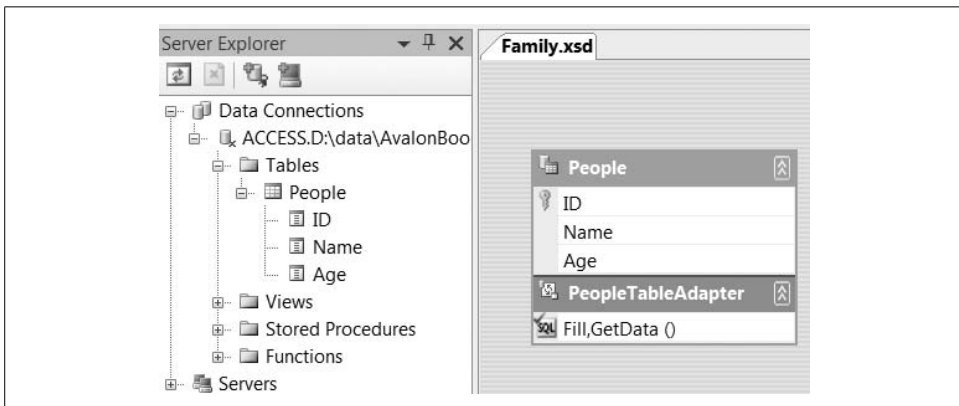 Server Explorer
Data Connections
ACCESS.D:\data\AvalonBoo
Tables
People
ID
Name
Age
Views
Stored Procedures
Functions
Servers
Family.xsd
People
ID
Name
Age
PeopleTableAdapter
SQL Fill,GetData ()